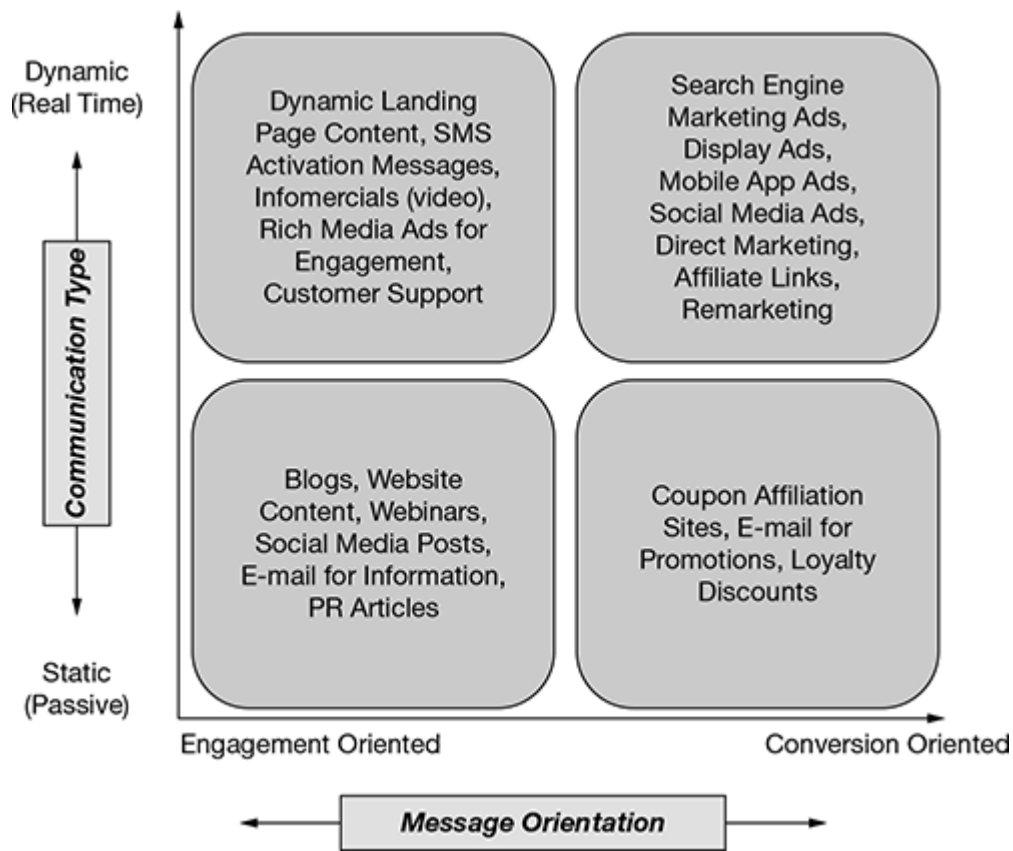 Dynamic
(Real Time)
Communication Type
Static
(Passive)
Dynamic Landing
Page Content, SMS
Activation Messages,
Infomercials (video),
Rich Media Ads for
Engagement,
Customer Support
Search Engine
Marketing Ads,
Display Ads,
Mobile App Ads,
Social Media Ads,
Direct Marketing,
Affiliate Links,
Remarketing
Blogs, Website
Content, Webinars,
Social Media Posts,
E-mail for Information,
PR Articles
Coupon Affiliation
Sites, E-mail for
Promotions, Loyalty
Discounts
Engagement Oriented
Conversion Oriented
Message Orientation